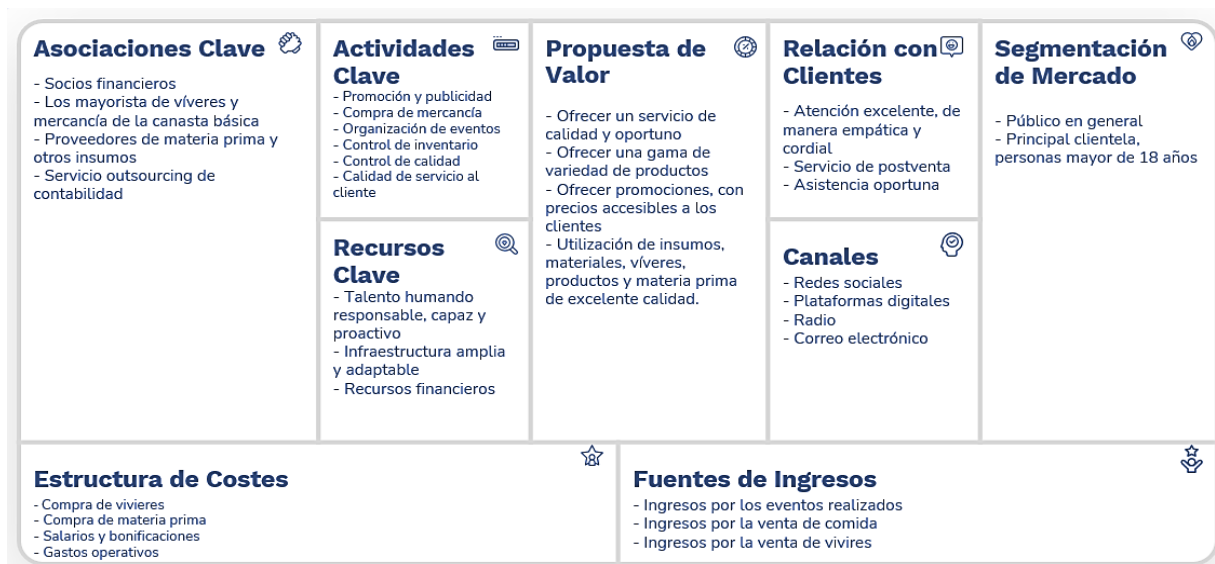 Asociaciones Clave
- Socios financieros
- Los mayorista de víveres y
mercancía de la canasta básica
- Proveedores de materia prima y
otros insumos
- Servicio outsourcing de
contabilidad
Actividades
Clave
- Promoción y publicidad
- Compra de mercancía
- Organización de eventos
- Control de inventario
- Control de calidad
- Calidad de servicio al
cliente
Recursos
Clave
- Talento humando
responsable, capaz y
proactivo
- Infraestructura amplia
y adaptable
- Recursos financieros
Propuesta de
Valor
- Ofrecer un servicio de
calidad y oportuno
- Ofrecer una gama de
variedad de productos
- Ofrecer promociones, con
precios accesibles a los
clientes
- Utilización de insumos,
materiales, víveres,
productos y materia prima
de excelente calidad.
Relación con
Clientes
- Atención excelente, de
manera empática y
cordial
- Servicio de postventa
- Asistencia oportuna
Canales
- Redes sociales
- Plataformas digitales
- Radio
- Correo electrónico
Segmentación
de Mercado
- Público en general
- Principal clientela,
personas mayor de 18 años
Estructura de Costes
- Compra de vivieres
- Compra de materia prima
- Salarios y bonificaciones
- Gastos operativos
Fuentes de Ingresos
- Ingresos por los eventos realizados
- Ingresos por la venta de comida
- Ingresos por la venta de vivires